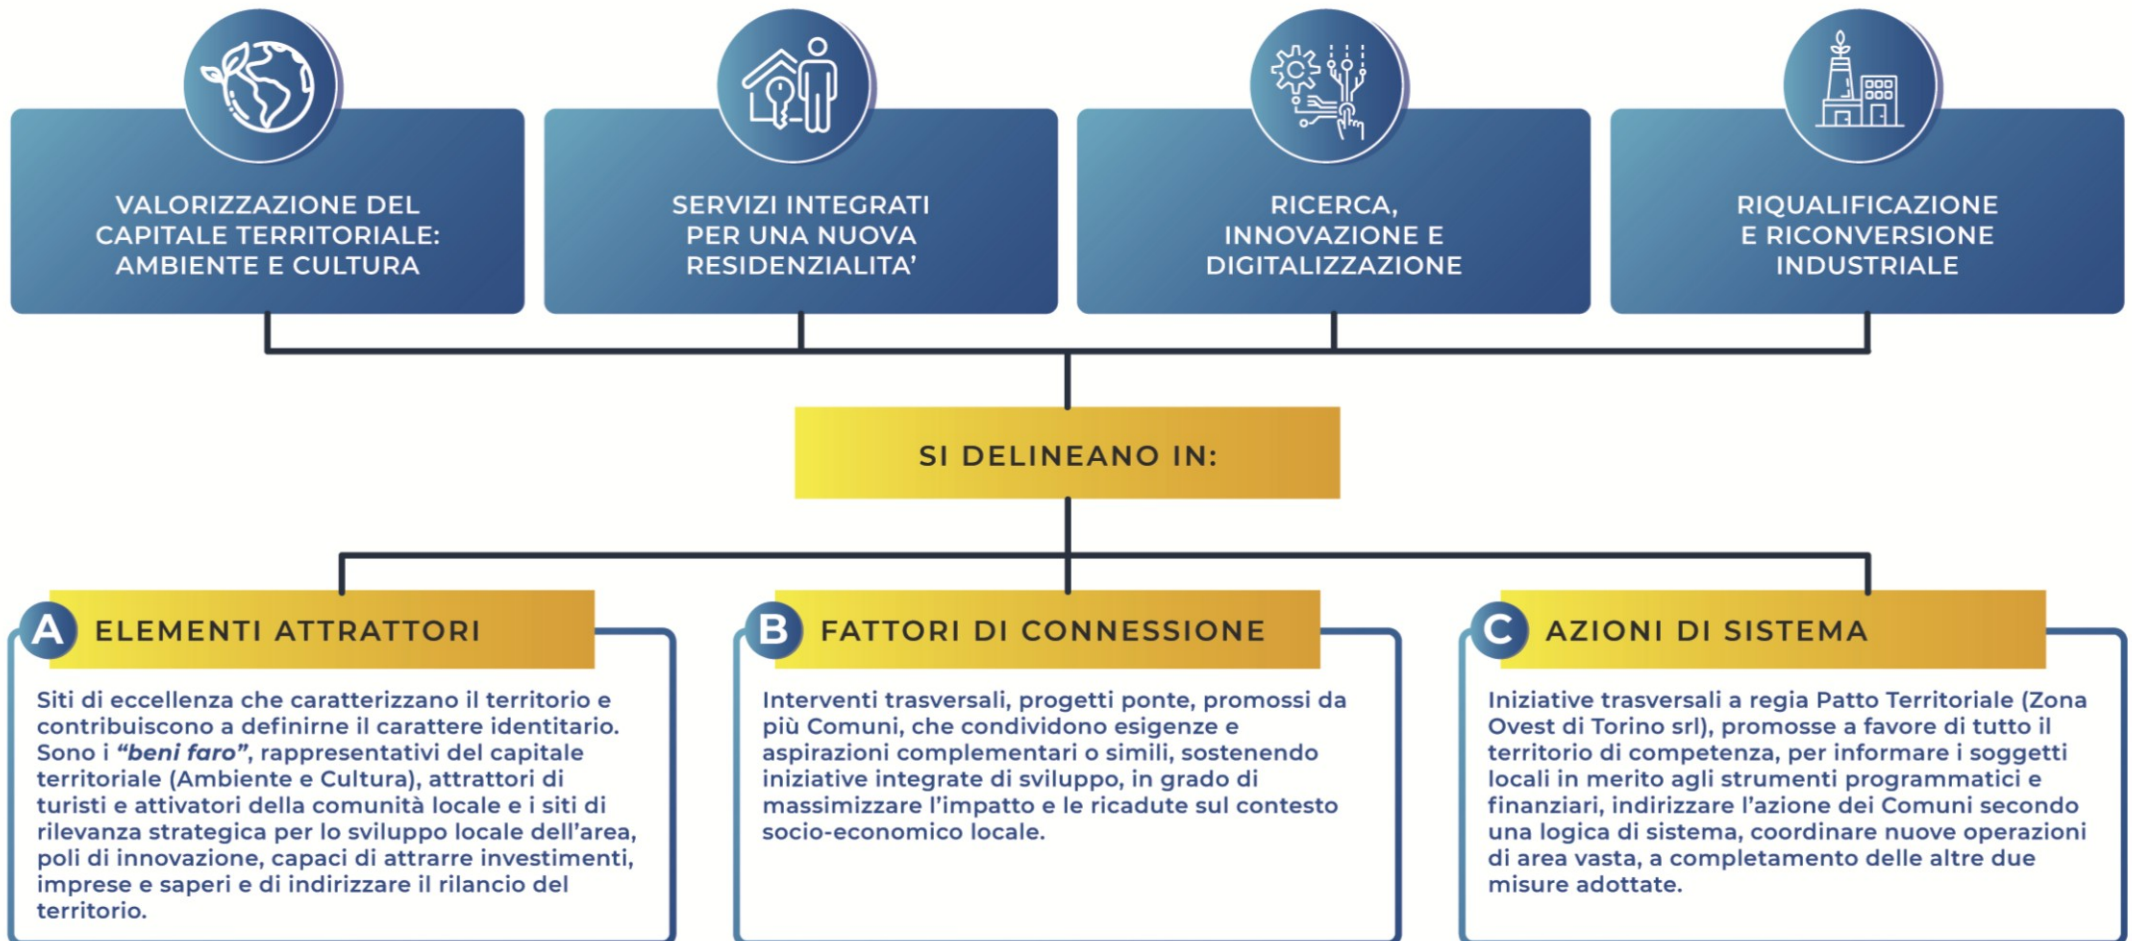 VALORIZZAZIONE DEL
CAPITALE TERRITORIALE:
AMBIENTE E CULTURA
SERVIZI INTEGRATI
PER UNA NUOVA
RESIDENZIALITA'
RICERCA,
INNOVAZIONE E
DIGITALIZZAZIONE
RIQUALIFICAZIONE
E RICONVERSIONE
INDUSTRIALE
SI DELINEANO IN:
A ELEMENTI ATTRATTORI
Siti di eccellenza che caratterizzano il territorio e
contribuiscono a definirne il carattere identitario.
Sono i “beni faro”, rappresentativi del capitale
territoriale (Ambiente e Cultura), attrattori di
turisti e attivatori della comunità locale e i siti di
rilevanza strategica per lo sviluppo locale dell’area,
poli di innovazione, capaci di attrarre investimenti,
imprese e saperi e di indirizzare il rilancio del
territorio.
B FATTORI DI CONNESSIONE
Interventi trasversali, progetti ponte, promossi da
più Comuni, che condividono esigenze e
aspirazioni complementari o simili, sostenendo
iniziative integrate di sviluppo, in grado di
massimizzare l’impatto e le ricadute sul contesto
socio-economico locale.
C AZIONI DI SISTEMA
Iniziative trasversali a regia Patto Territoriale (Zona
Ovest di Torino srl), promosse a favore di tutto il
territorio di competenza, per informare i soggetti
locali in merito agli strumenti programmatici e
finanziari, indirizzare l’azione dei Comuni secondo
una logica di sistema, coordinare nuove operazioni
di area vasta, a completamento delle altre due
misure adottate.